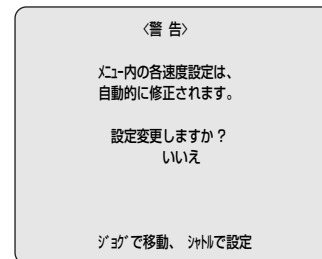 〈警 告〉
ﾒﾆｭｰ内の各速度設定は、
自動的に修正されます。
設定変更しますか？
いいえ
ｼﾞｮｸﾞで移動、 ｼｬﾄﾙで設定